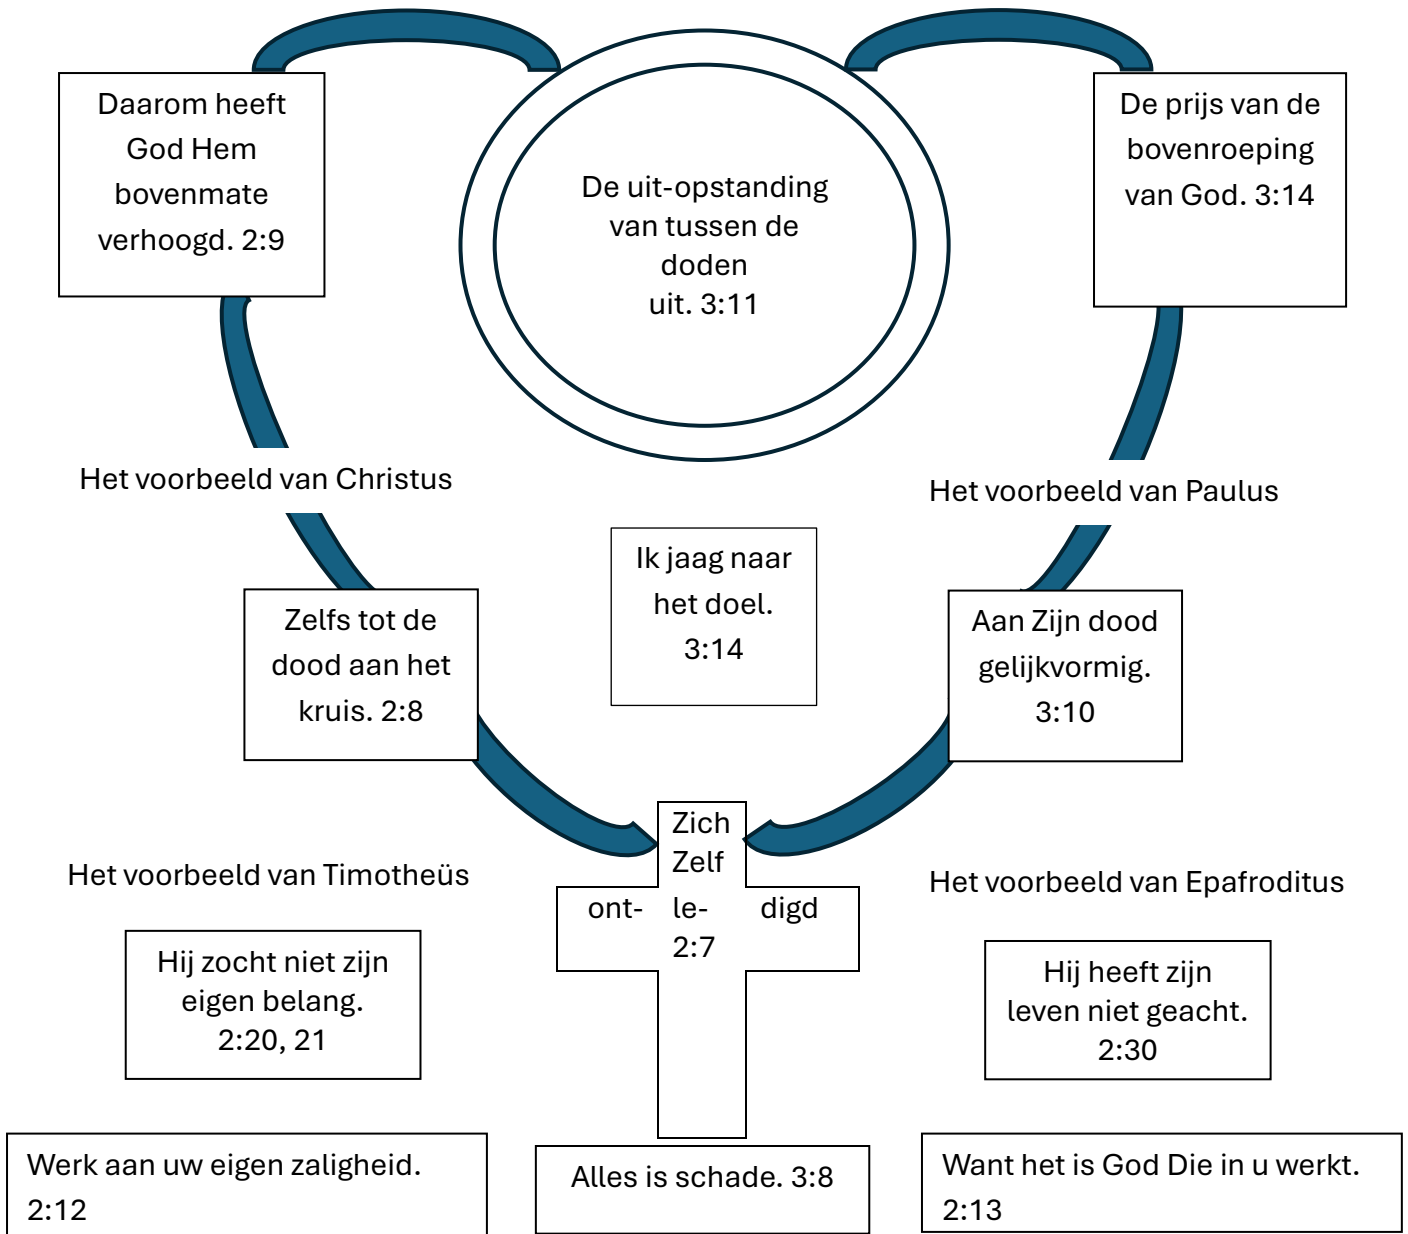 Daarom heeft
God Hem
bovenmate
verhoogd. 2:9
De uit-opstanding
van tussen de
doden
uit. 3:11
De prijs van de
bovenroeping
van God. 3:14
Het voorbeeld van Christus
Het voorbeeld van Paulus
Ik jaag naar
het doel.
3:14
Zelfs tot de
dood aan het
kruis. 2:8
Aan Zijn dood
gelijkvormig.
3:10
Zich
Zelf
ont- le- digd
2:7
Het voorbeeld van Timotheüs
Het voorbeeld van Epafroditus
Hij zocht niet zijn
eigen belang.
2:20, 21
Hij heeft zijn
leven niet geacht.
2:30
Werk aan uw eigen zaligheid.
2:12
Alles is schade. 3:8
Want het is God Die in u werkt.
2:13